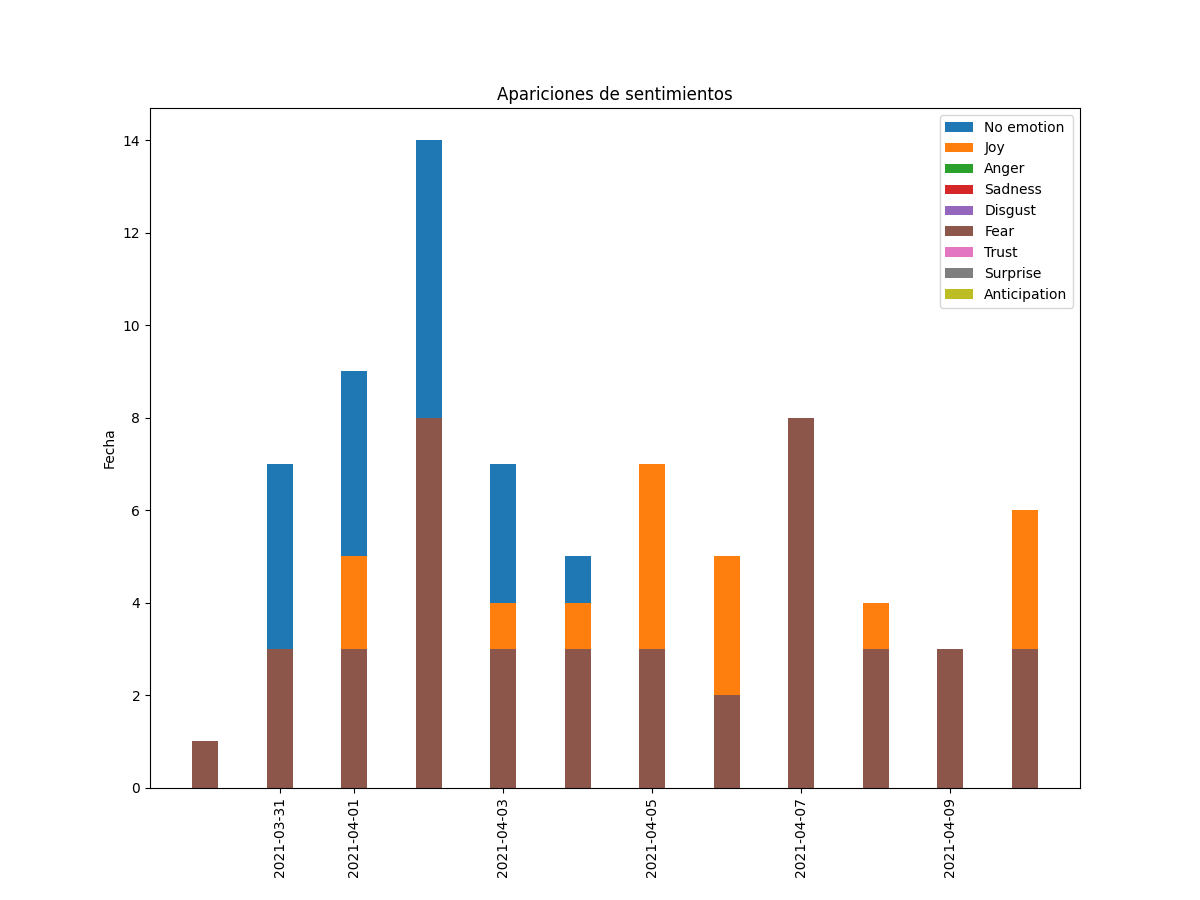 Apariciones de sentimientos
No emotion
Joy
Anger
Sadness
Disgust
Fear
Trust
Surprise
Anticipation
Fecha
14
12
10
8
6
4
2
0
2021-03-31
2021-04-01
2021-04-03
2021-04-05
2021-04-07
2021-04-09